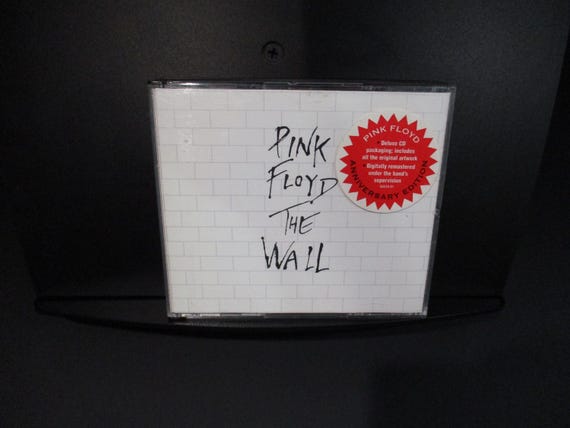 PINK
FLOYD
THE
WALL
PINK FLOYD
• Deluxe CD
packaging; includes
all the original artwork
• Digitally remastered
under the band's
supervision
ANNIVERSARY EDITION